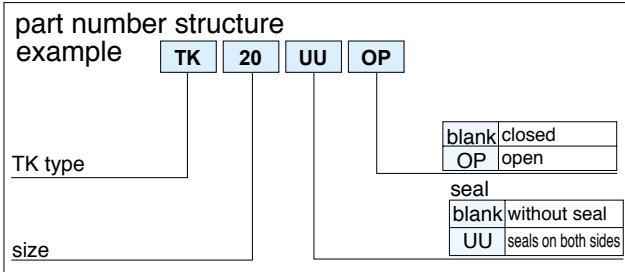 part number structure
example TK 20 UU OP
blank closed
TK type OP open
seal
blank without seal
UU seals on both sides
size